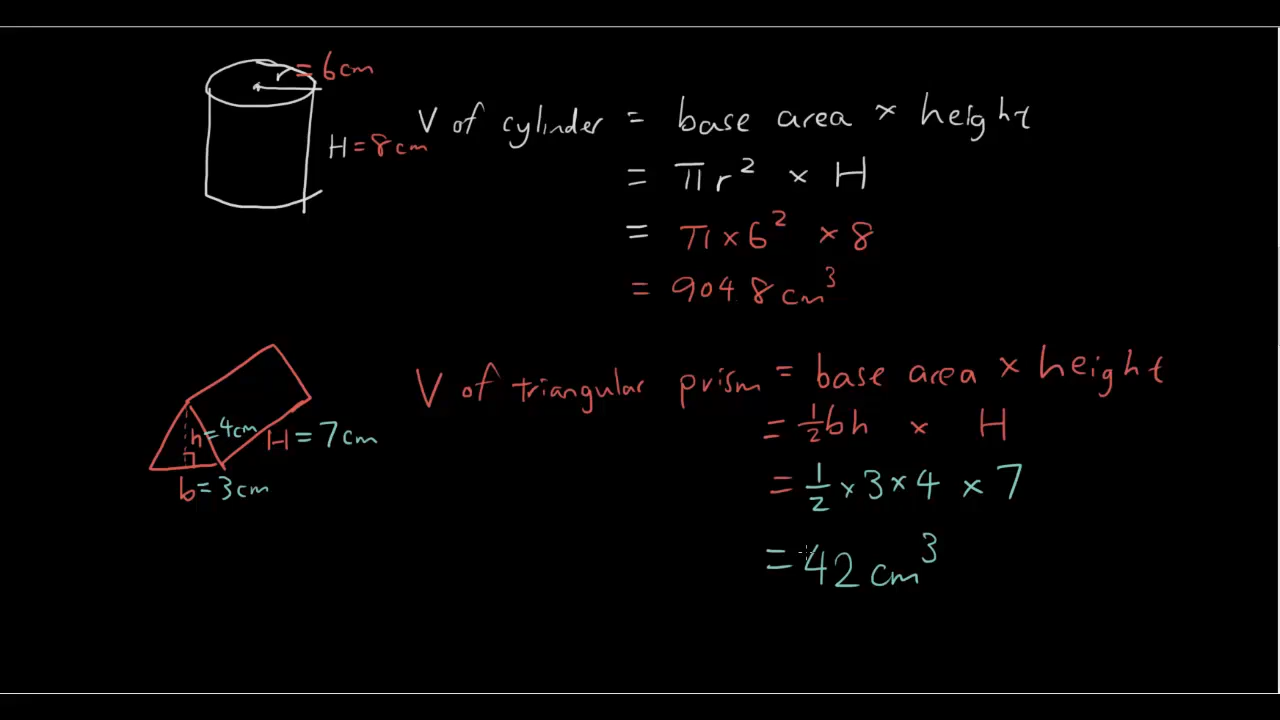 r = 6cm
H = 8cm
V of cylinder = base area × height
= πr² × H
= π × 6² × 8
= 904 8 cm³
V of triangular prism = base area × height
= ½bh × H
= ½ × 3 × 4 × 7
= 42 cm³
h = 4cm
H = 7cm
b = 3cm